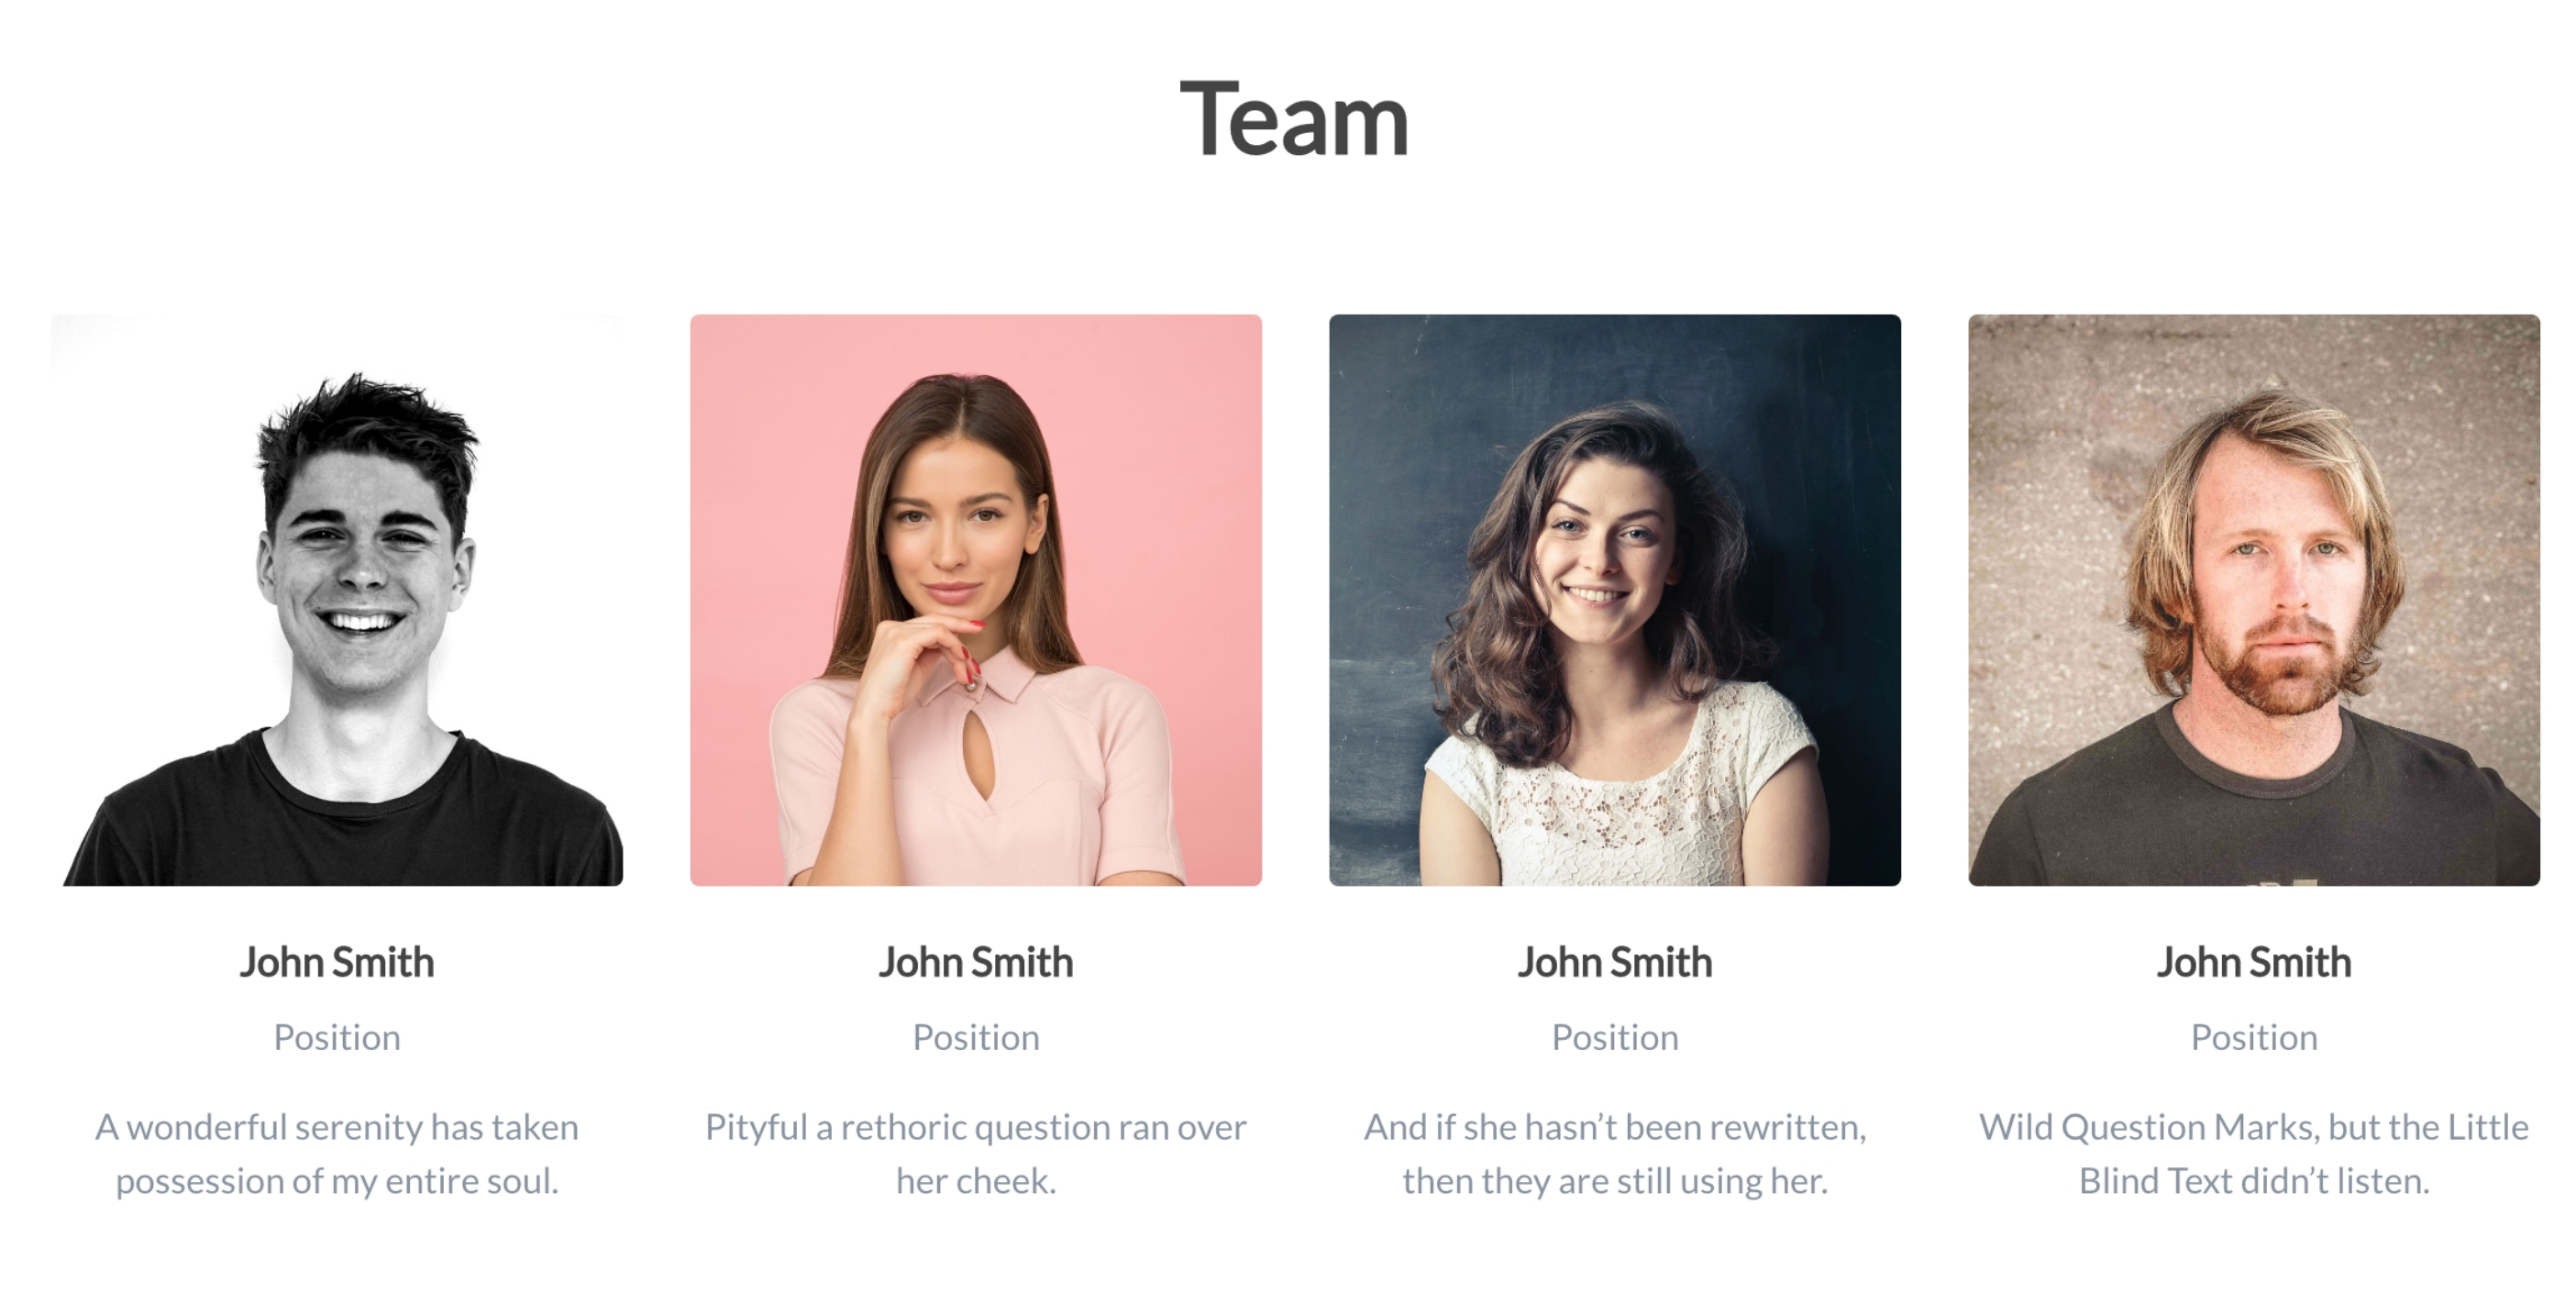 Team
John Smith
Position
A wonderful serenity has taken
possession of my entire soul.
John Smith
Position
Pityful a rethoric question ran over
her cheek.
John Smith
Position
And if she hasn’t been rewritten,
then they are still using her.
John Smith
Position
Wild Question Marks, but the Little
Blind Text didn’t listen.